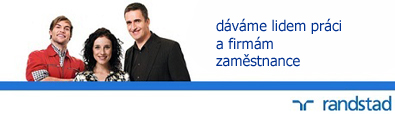 dáváme lidem práci
a firmám
zaměstnance
randstad